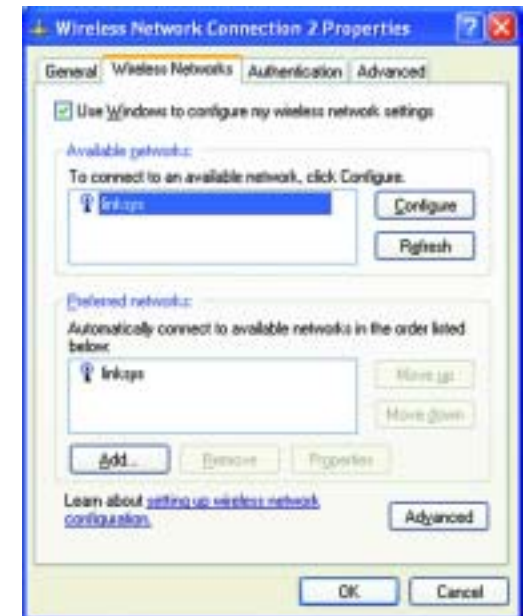 Wireless Network Connection 2 Properties
General Wireless Networks Authentication Advanced
Use Windows to configure my wireless network settings
Available networks:
To connect to an available network, click Configure.
linksys
Configure
Refresh
Preferred networks:
Automatically connect to available networks in the order listed
below:
linksys
Move up
Move down
Add... Remove Properties
Learn about setting up wireless network
configuration.
Advanced
OK Cancel